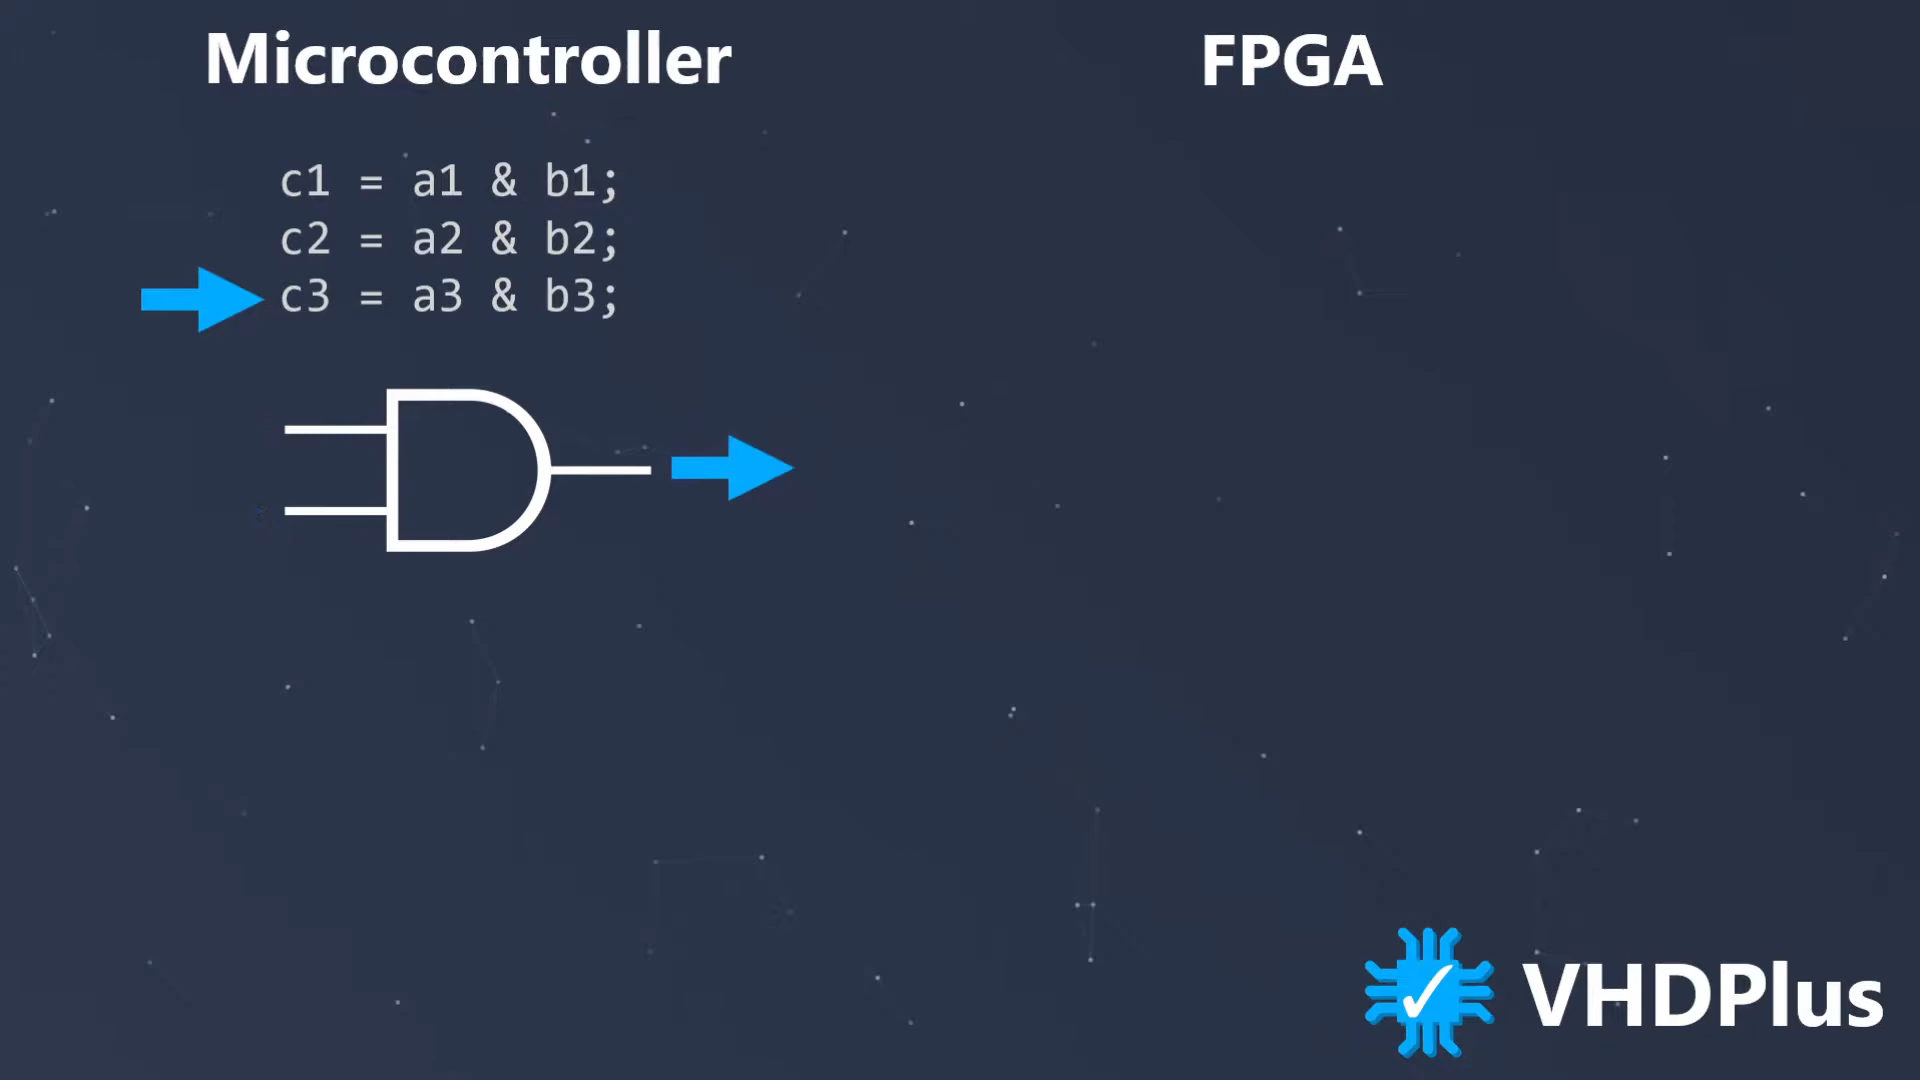 Microcontroller
FPGA
c1 = a1 & b1;
c2 = a2 & b2;
c3 = a3 & b3;
VHDPlus